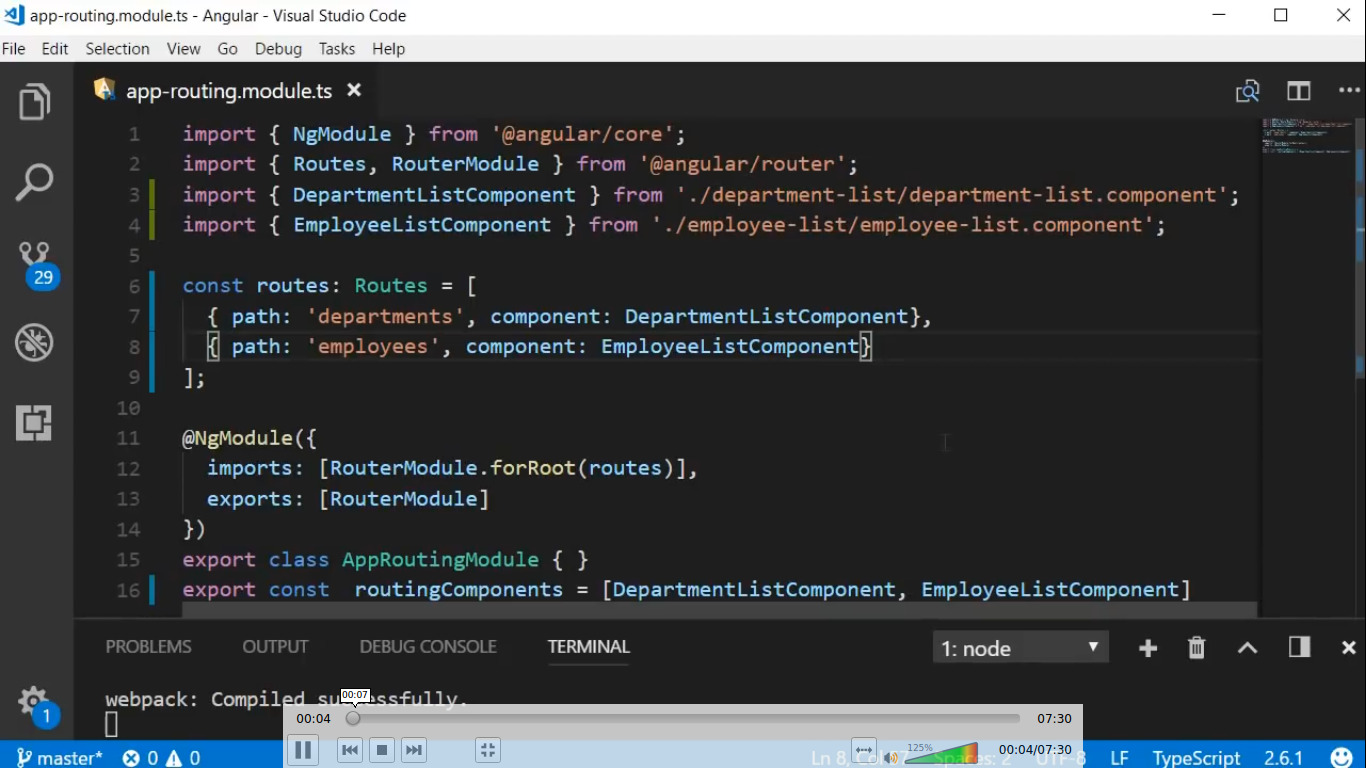 app-routing.module.ts - Angular - Visual Studio Code
File Edit Selection View Go Debug Tasks Help
app-routing.module.ts
1 import { NgModule } from '@angular/core';
2 import { Routes, RouterModule } from '@angular/router';
3 import { DepartmentListComponent } from './department-list/department-list.component';
4 import { EmployeeListComponent } from './employee-list/employee-list.component';
5
6 const routes: Routes = [
7 { path: 'departments', component: DepartmentListComponent},
8 { path: 'employees', component: EmployeeListComponent}
9 ];
10
11 @NgModule({
12 imports: [RouterModule.forRoot(routes)],
13 exports: [RouterModule]
14 })
15 export class AppRoutingModule { }
16 export const routingComponents = [DepartmentListComponent, EmployeeListComponent]
29
PROBLEMS OUTPUT DEBUG CONSOLE TERMINAL 1: node
webpack: Compiled successfully.
00:07
1
00:04 07:30
125% 00:04/07:30
master* 0 0 Ln 8, Col 57 Spaces: 2 UTF-8 LF TypeScript 2.6.1